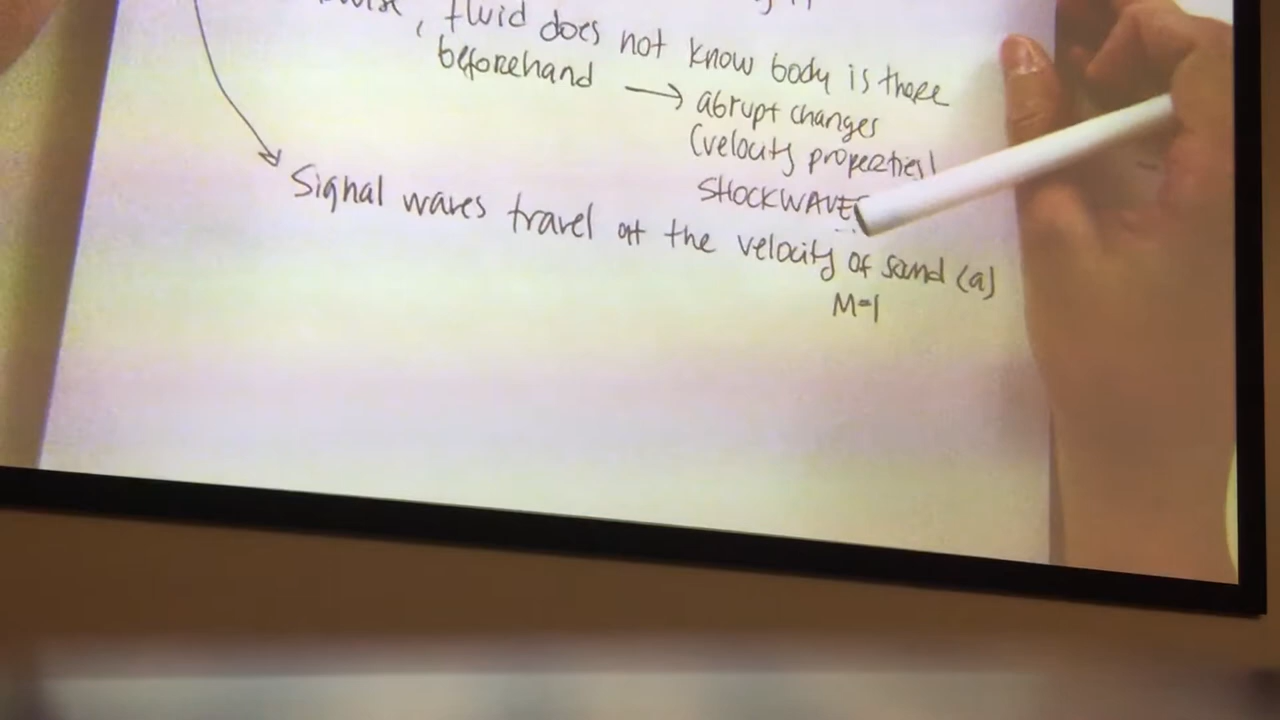 , fluid does not know body is there
beforehand → abrupt changes
(velocity properties)
SHOCKWAVES
Signal waves travel at the velocity of sound (a)
M=1